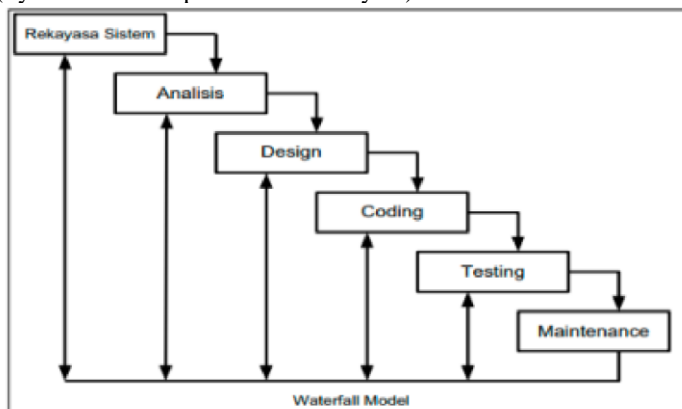 Rekayasa Sistem
Analisis
Design
Coding
Testing
Maintenance
Waterfall Model